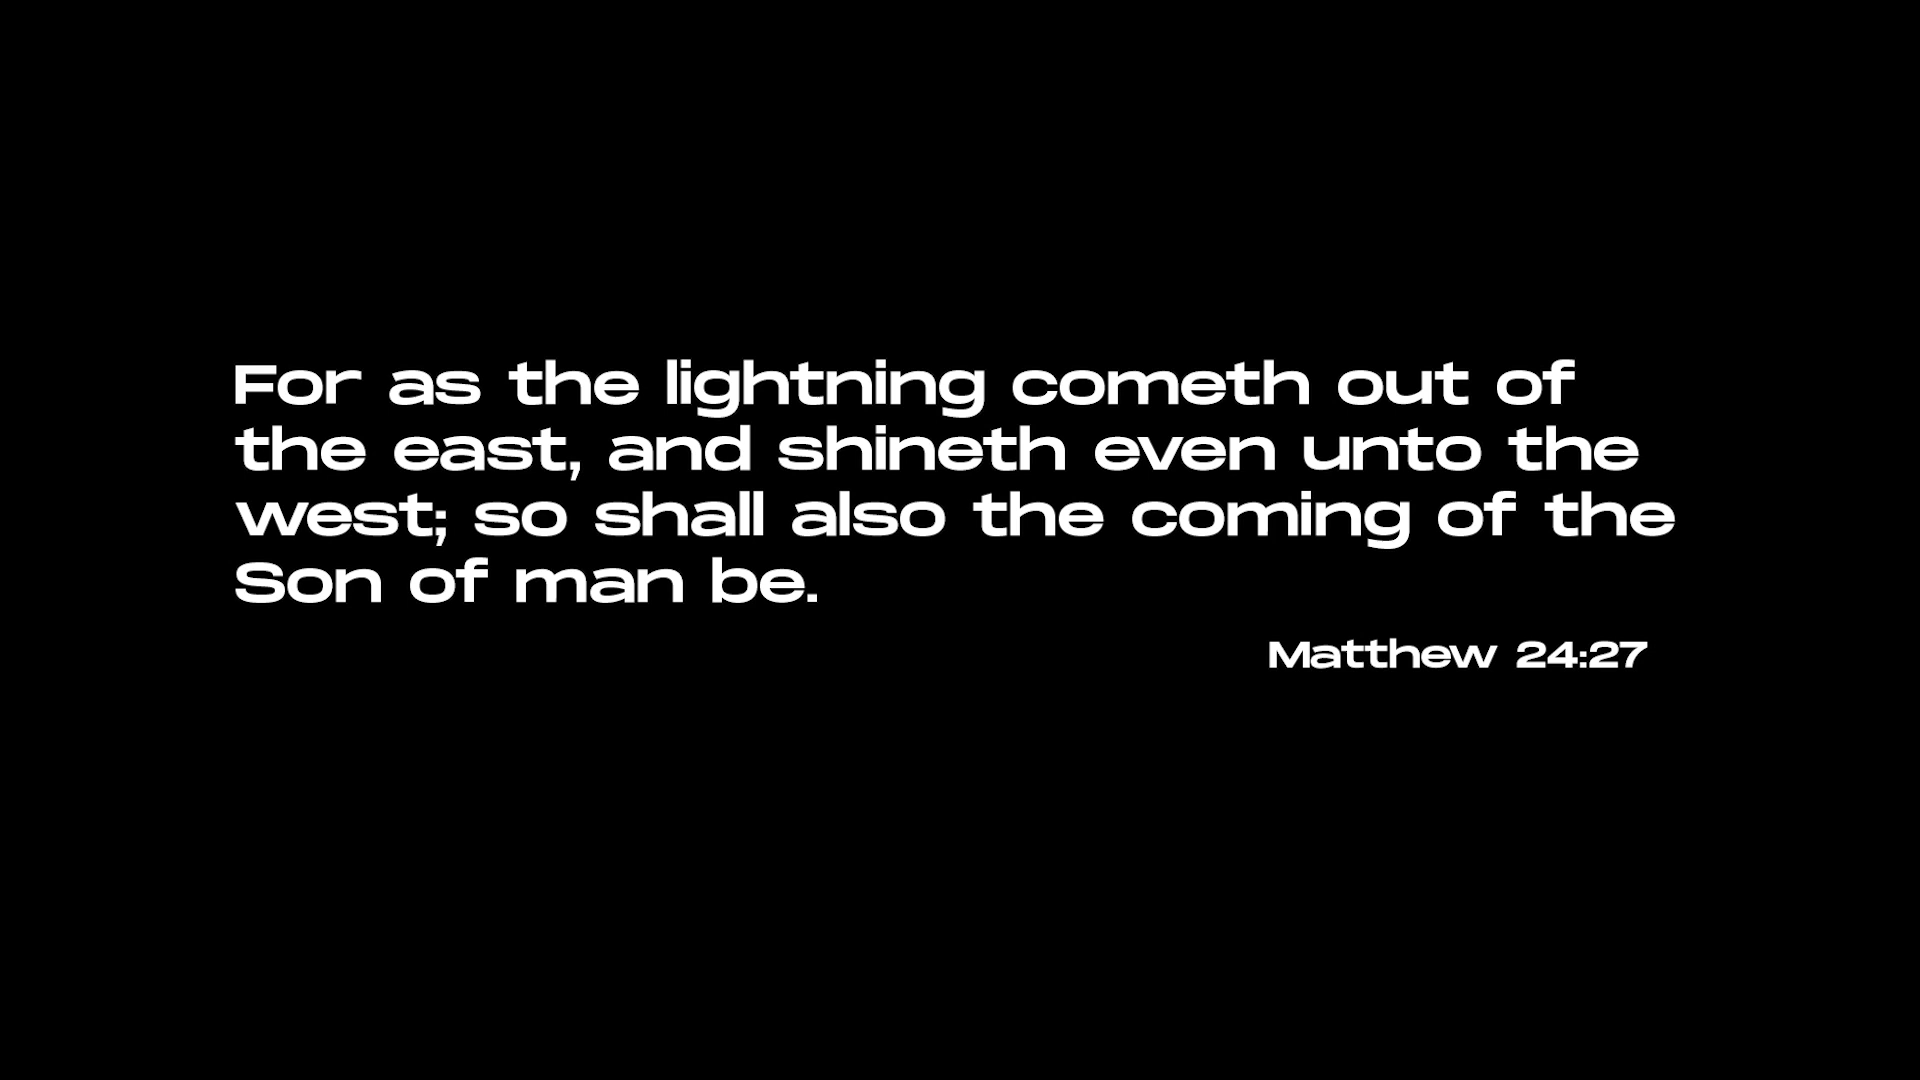 For as the lightning cometh out of
the east, and shineth even unto the
west; so shall also the coming of the
Son of man be.
Matthew 24:27